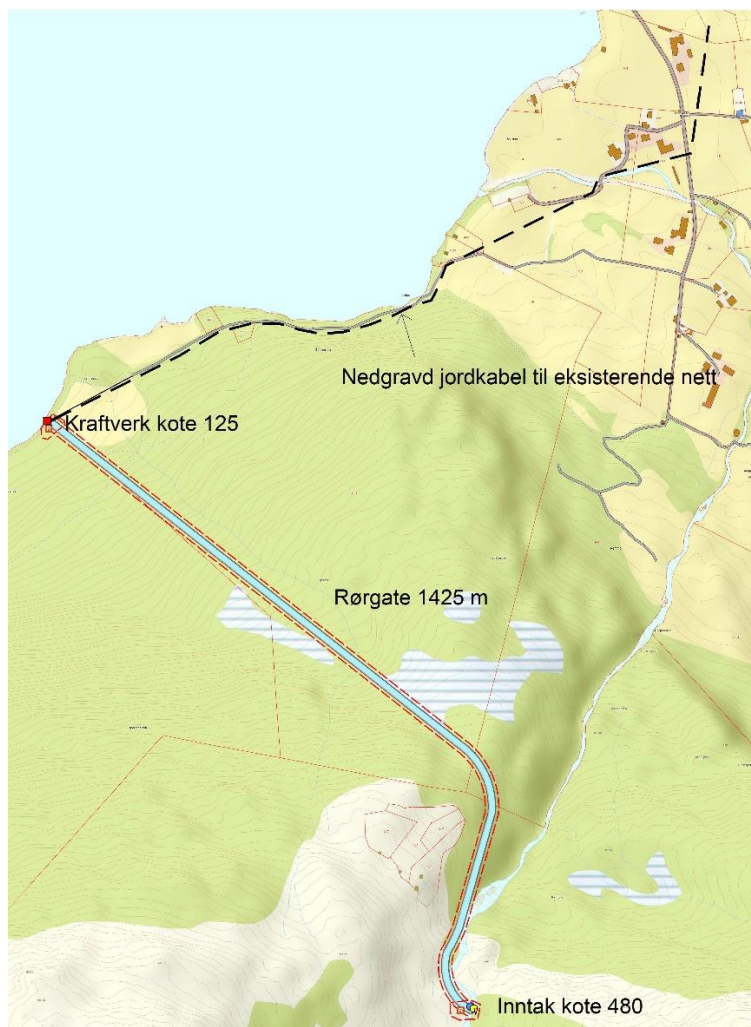 Nedgravd jordkabel til eksisterende nett
Kraftverk kote 125
Rørgate 1425 m
Inntak kote 480